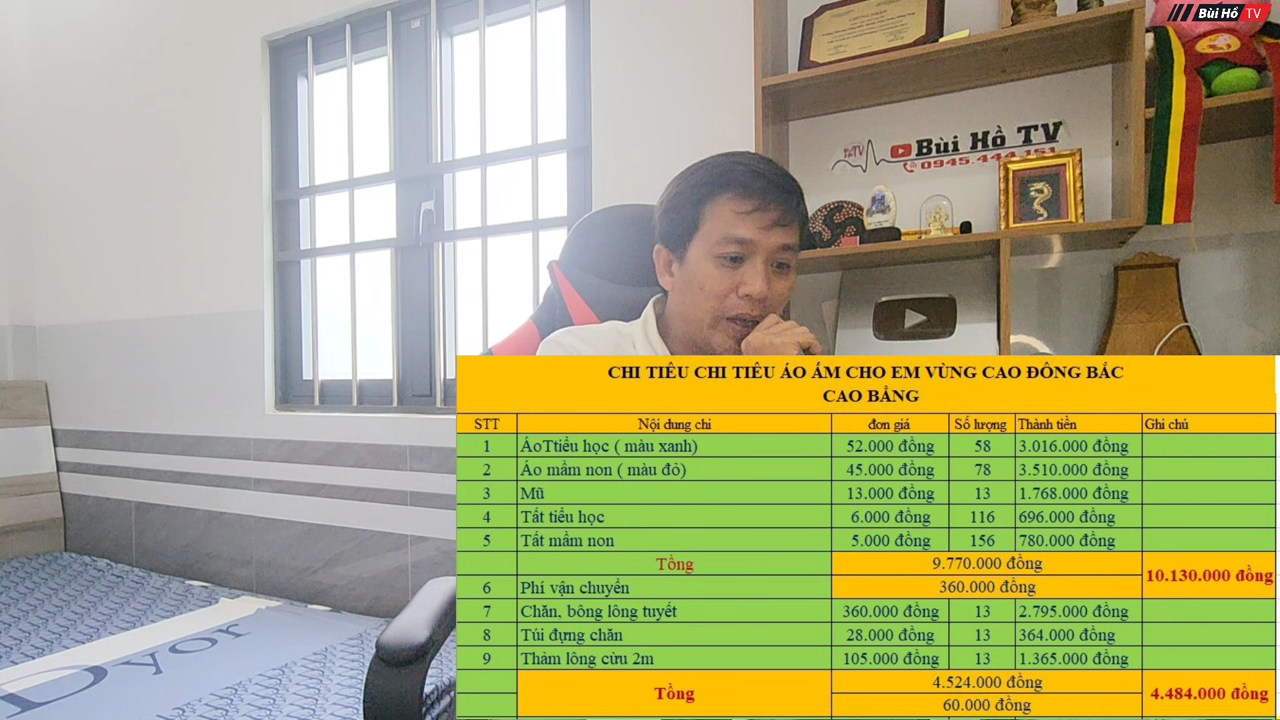 Bùi Hồ TV
Bùi Hồ TV
0945.444.151
CHI TIÊU CHI TIÊU ÁO ẤM CHO EM VÙNG CAO ĐÔNG BẮC
CAO BẰNG
STT Nội dung chi đơn giá Số lượng Thành tiền Ghi chú
1 ÁoTtiểu học ( màu xanh) 52.000 đồng 58 3.016.000 đồng
2 Áo mầm non ( màu đỏ) 45.000 đồng 78 3.510.000 đồng
3 Mũ 13.000 đồng 13 1.768.000 đồng
4 Tất tiểu học 6.000 đồng 116 696.000 đồng
5 Tất mầm non 5.000 đồng 156 780.000 đồng
Tổng 9.770.000 đồng 10.130.000 đồng
6 Phí vận chuyển 360.000 đồng
7 Chăn, bông lông tuyết 360.000 đồng 13 2.795.000 đồng
8 Túi đựng chăn 28.000 đồng 13 364.000 đồng
9 Thảm lông cừu 2m 105.000 đồng 13 1.365.000 đồng
Tổng 4.524.000 đồng 4.484.000 đồng
60.000 đồng
Dyor